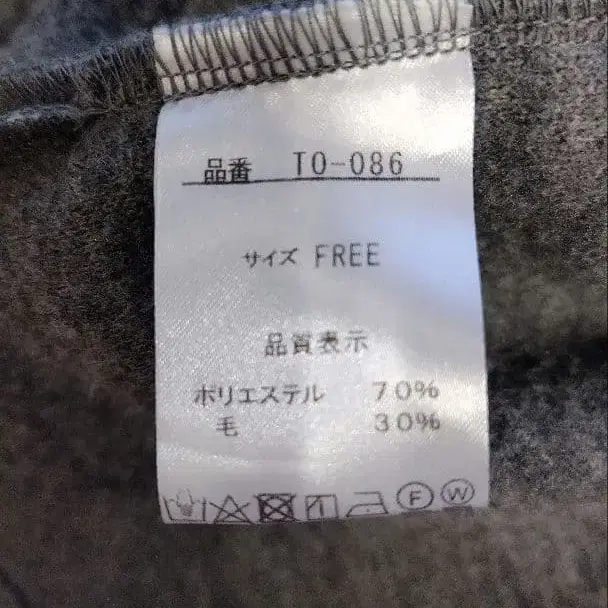 品番 TO-086
サイズ FREE
品質表示
ポリエステル 70%
毛 30%
F W